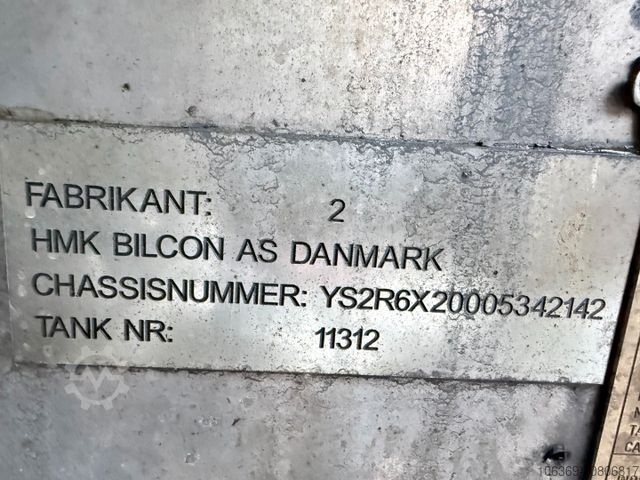 FABRIKANT: 2
HMK BILCON AS DANMARK
CHASSISNUMMER: YS2R6X20005342142
TANK NR: 11312